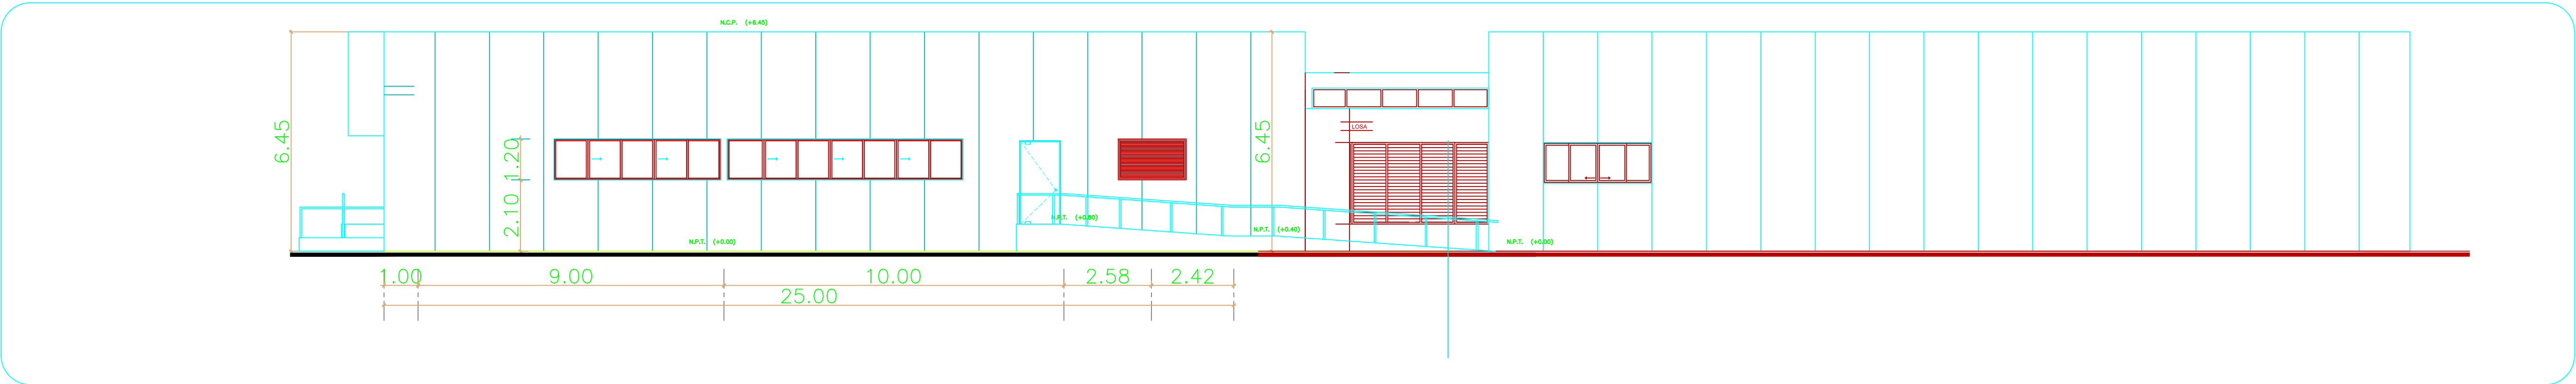 N.C.P. (+6.45)
6.45
1.20
2.10
6.45
LOSA
N.P.T. (+0.80)
N.P.T. (+0.40)
N.P.T. (+0.00)
N.P.T. (+0.00)
1.00 9.00 10.00 2.58 2.42
25.00